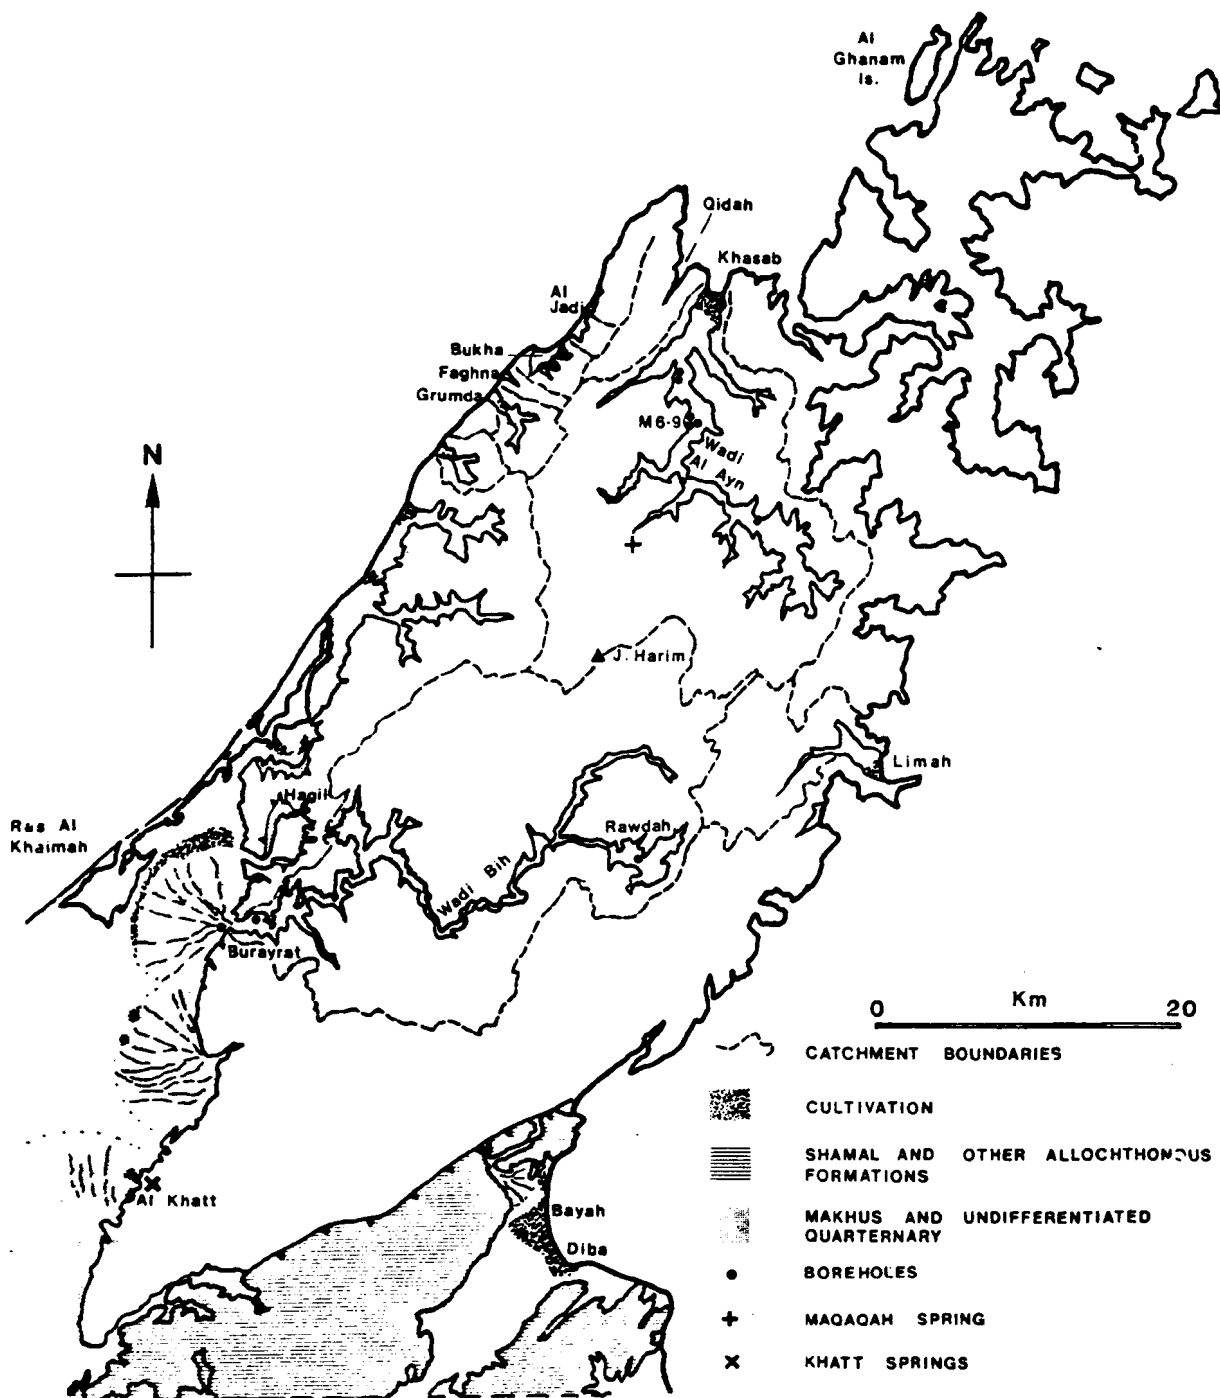 Al
Ghanam
Is.
Qidah
Khasab
Al
Jadi
Bukha
Faghna
Grumda
M6-9
Wadi
Al Ayn
N
J. Harim
Limah
Hagil
Ras Al
Khaimah
Rawdah
Wadi Bih
Burayrat
Km
0 20
CATCHMENT BOUNDARIES
CULTIVATION
SHAMAL AND OTHER ALLOCHTHONOUS
FORMATIONS
MAKHUS AND UNDIFFERENTIATED
QUARTERNARY
BOREHOLES
MAQAQAH SPRING
KHATT SPRINGS
Al Khatt
Bayah
Diba